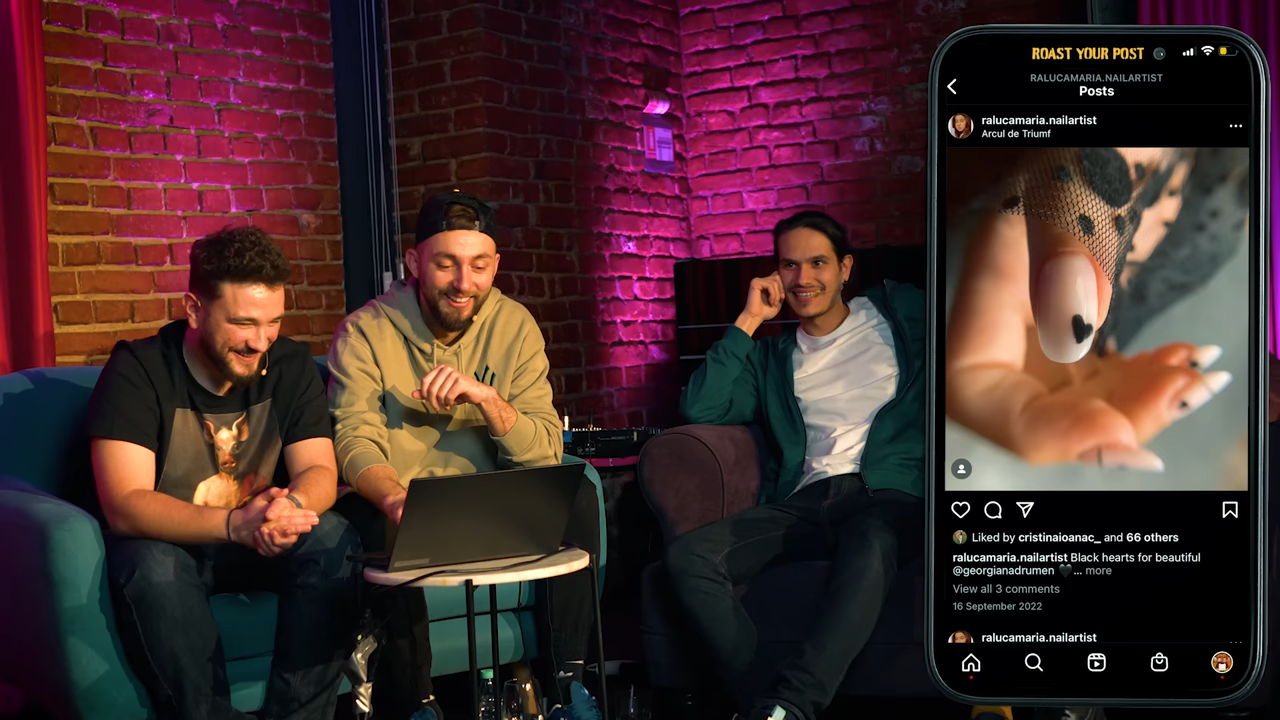 ROAST YOUR POST
RALUCAMARIA.NAILARTIST
Posts
ralucamaria.nailartist
Arcul de Triumf
Liked by cristinaioanac_ and 66 others
ralucamaria.nailartist Black hearts for beautiful
@georgianadrumen 🖤... more
View all 3 comments
16 September 2022
ralucamaria.nailartist